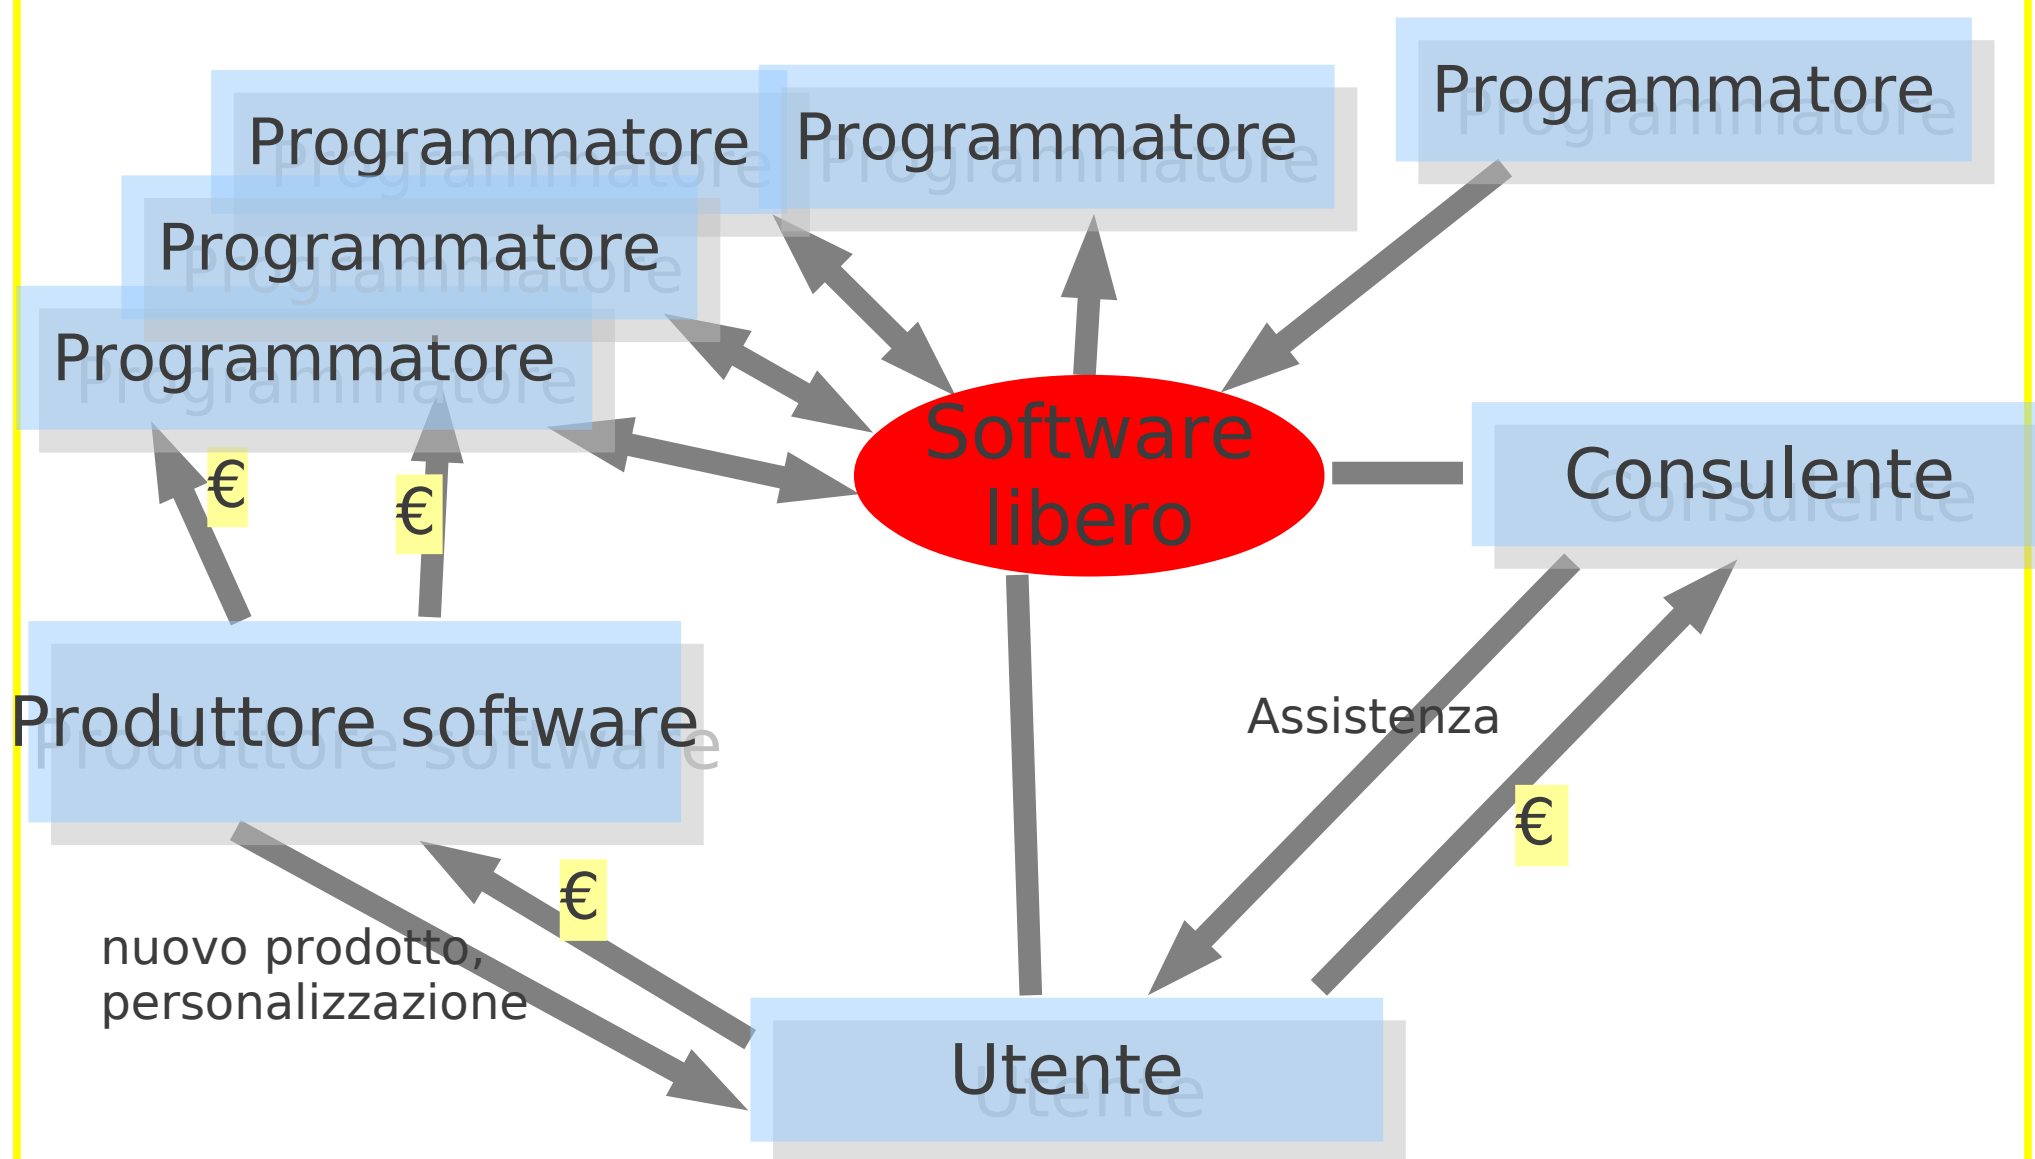 Programmatore
Programmatore
Programmatore
Programmatore
Programmatore
Software
libero
Consulente
€
€
Produttore software
Assistenza
€
€
nuovo prodotto,
personalizzazione
Utente